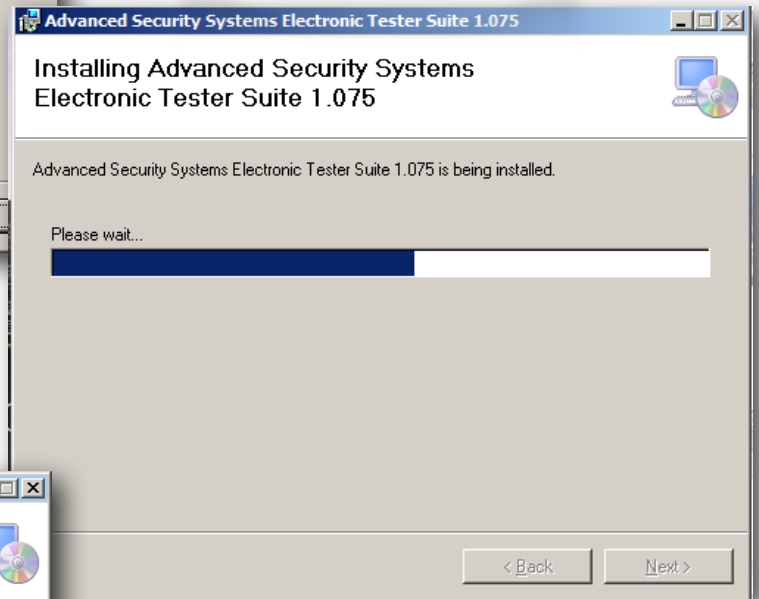 Advanced Security Systems Electronic Tester Suite 1.075
Installing Advanced Security Systems
Electronic Tester Suite 1.075
Advanced Security Systems Electronic Tester Suite 1.075 is being installed.
Please wait...
< Back
Next >